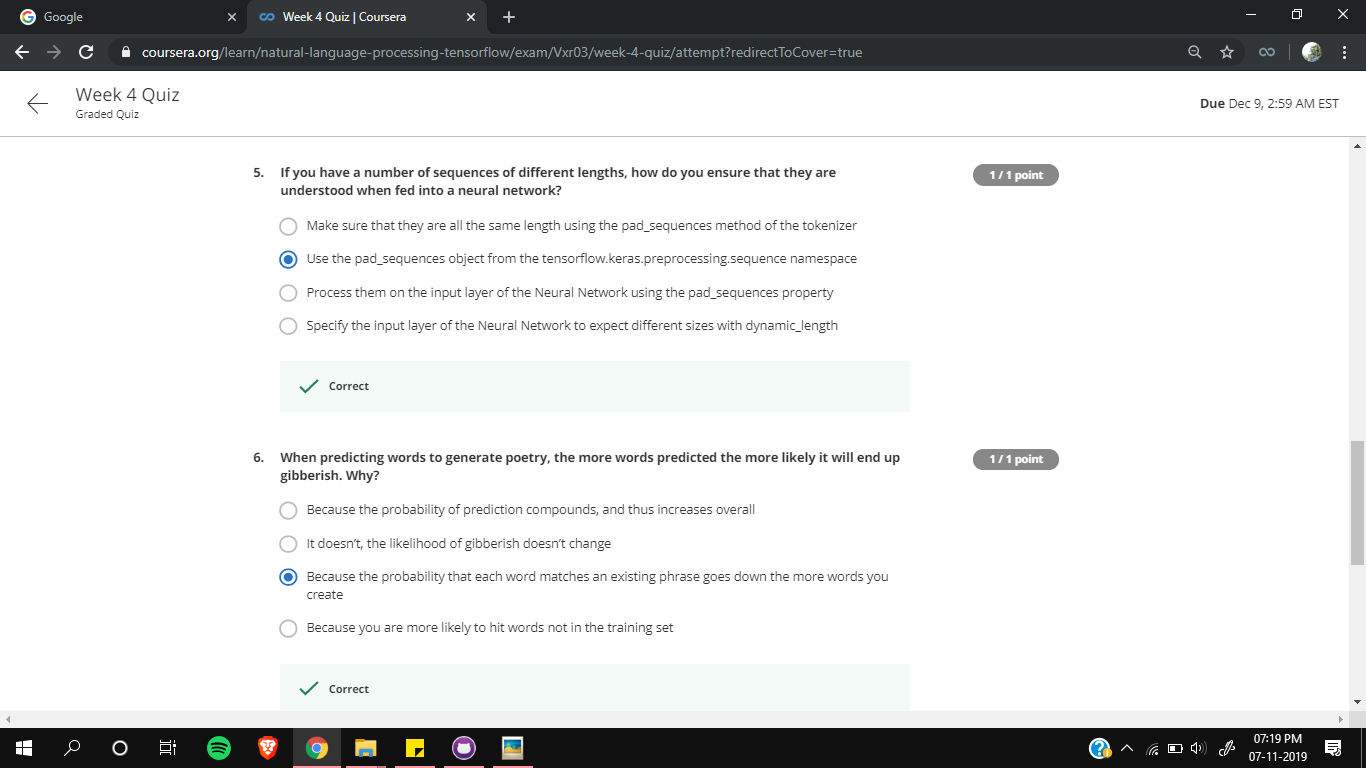 Google
Week 4 Quiz | Coursera
coursera.org/learn/natural-language-processing-tensorflow/exam/Vxr03/week-4-quiz/attempt?redirectToCover=true
Week 4 Quiz
Graded Quiz
Due Dec 9, 2:59 AM EST
5. If you have a number of sequences of different lengths, how do you ensure that they are
understood when fed into a neural network?
1 / 1 point
Make sure that they are all the same length using the pad_sequences method of the tokenizer
Use the pad_sequences object from the tensorflow.keras.preprocessing.sequence namespace
Process them on the input layer of the Neural Network using the pad_sequences property
Specify the input layer of the Neural Network to expect different sizes with dynamic_length
Correct
6. When predicting words to generate poetry, the more words predicted the more likely it will end up
gibberish. Why?
1 / 1 point
Because the probability of prediction compounds, and thus increases overall
It doesn't, the likelihood of gibberish doesn't change
Because the probability that each word matches an existing phrase goes down the more words you
create
Because you are more likely to hit words not in the training set
Correct
07:19 PM
07-11-2019